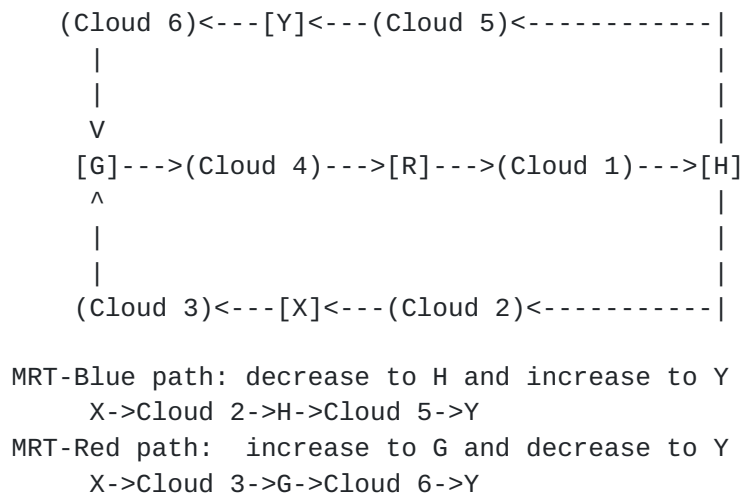 (Cloud 6)<---[Y]<---(Cloud 5)<------------|
|                                       |
|                                       |
V                                       |
[G]--->(Cloud 4)--->[R]--->(Cloud 1)--->[H]
^                                       |
|                                       |
|                                       |
(Cloud 3)<---[X]<---(Cloud 2)<-----------|
MRT-Blue path: decrease to H and increase to Y
X->Cloud 2->H->Cloud 5->Y
MRT-Red path:  increase to G and decrease to Y
X->Cloud 3->G->Cloud 6->Y